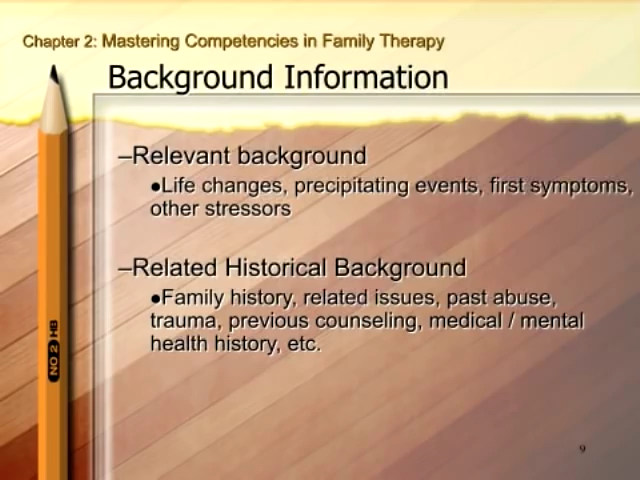 Chapter 2: Mastering Competencies in Family Therapy
Background Information
–Relevant background
●Life changes, precipitating events, first symptoms,
other stressors
–Related Historical Background
●Family history, related issues, past abuse,
trauma, previous counseling, medical / mental
health history, etc.
NO 2 HB
9